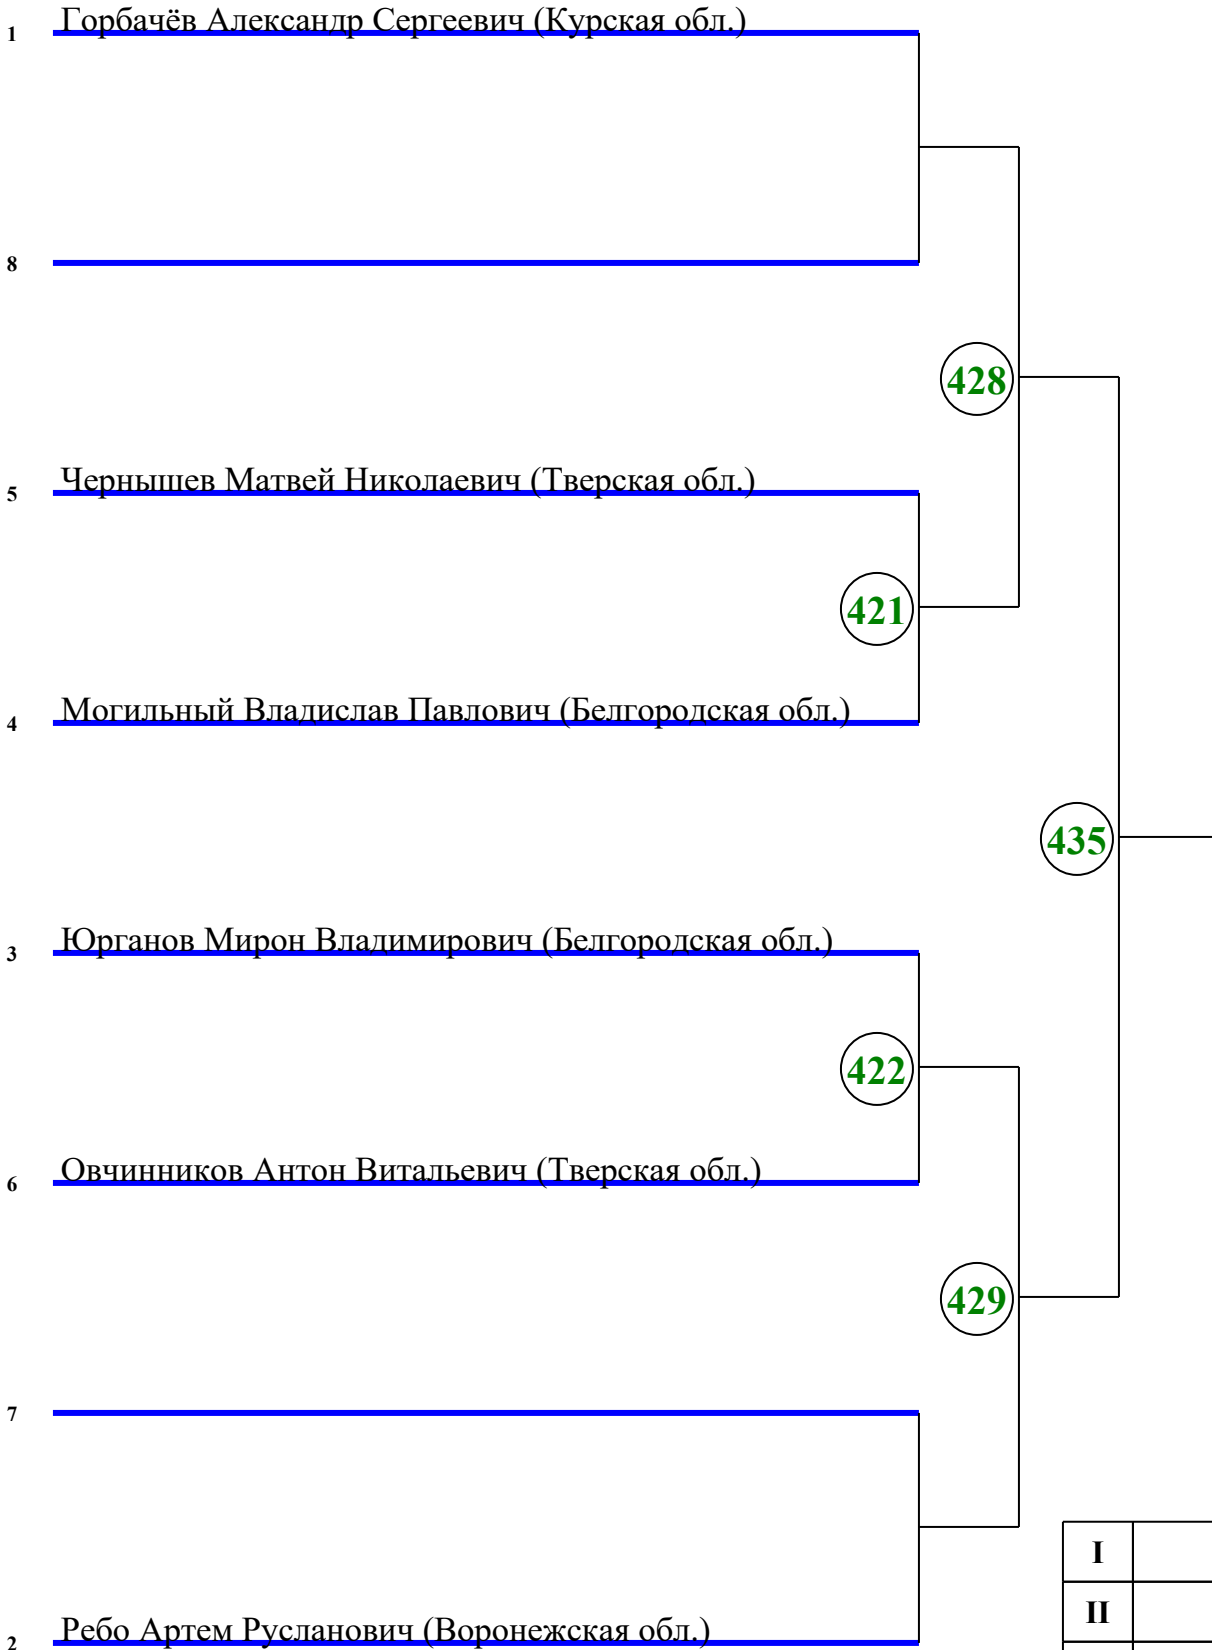 1 Горбачёв Александр Сергеевич (Курская обл.)
8
428
5 Чернышев Матвей Николаевич (Тверская обл.)
421
4 Могильный Владислав Павлович (Белгородская обл.)
435
3 Юрганов Мирон Владимирович (Белгородская обл.)
422
6 Овчинников Антон Витальевич (Тверская обл.)
429
7
I
II
2 Ребо Артем Русланович (Воронежская обл.)